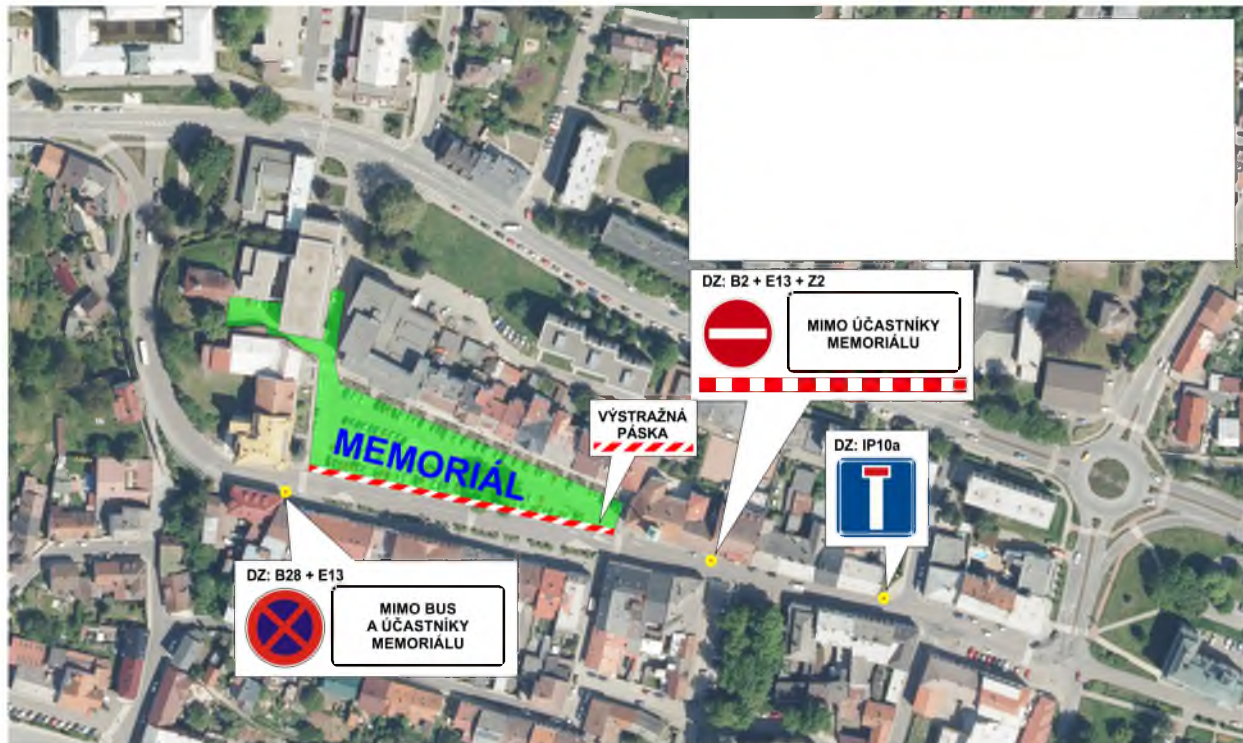 DZ: B2 + E13 + Z2
MIMO ÚČASTNÍKY
MEMORIÁLU
VÝSTRAŽNÁ
PÁSKA
DZ: IP10a
MEMORIÁL
DZ: B28 + E13
MIMO BUS
A ÚČASTNÍKY
MEMORIÁLU